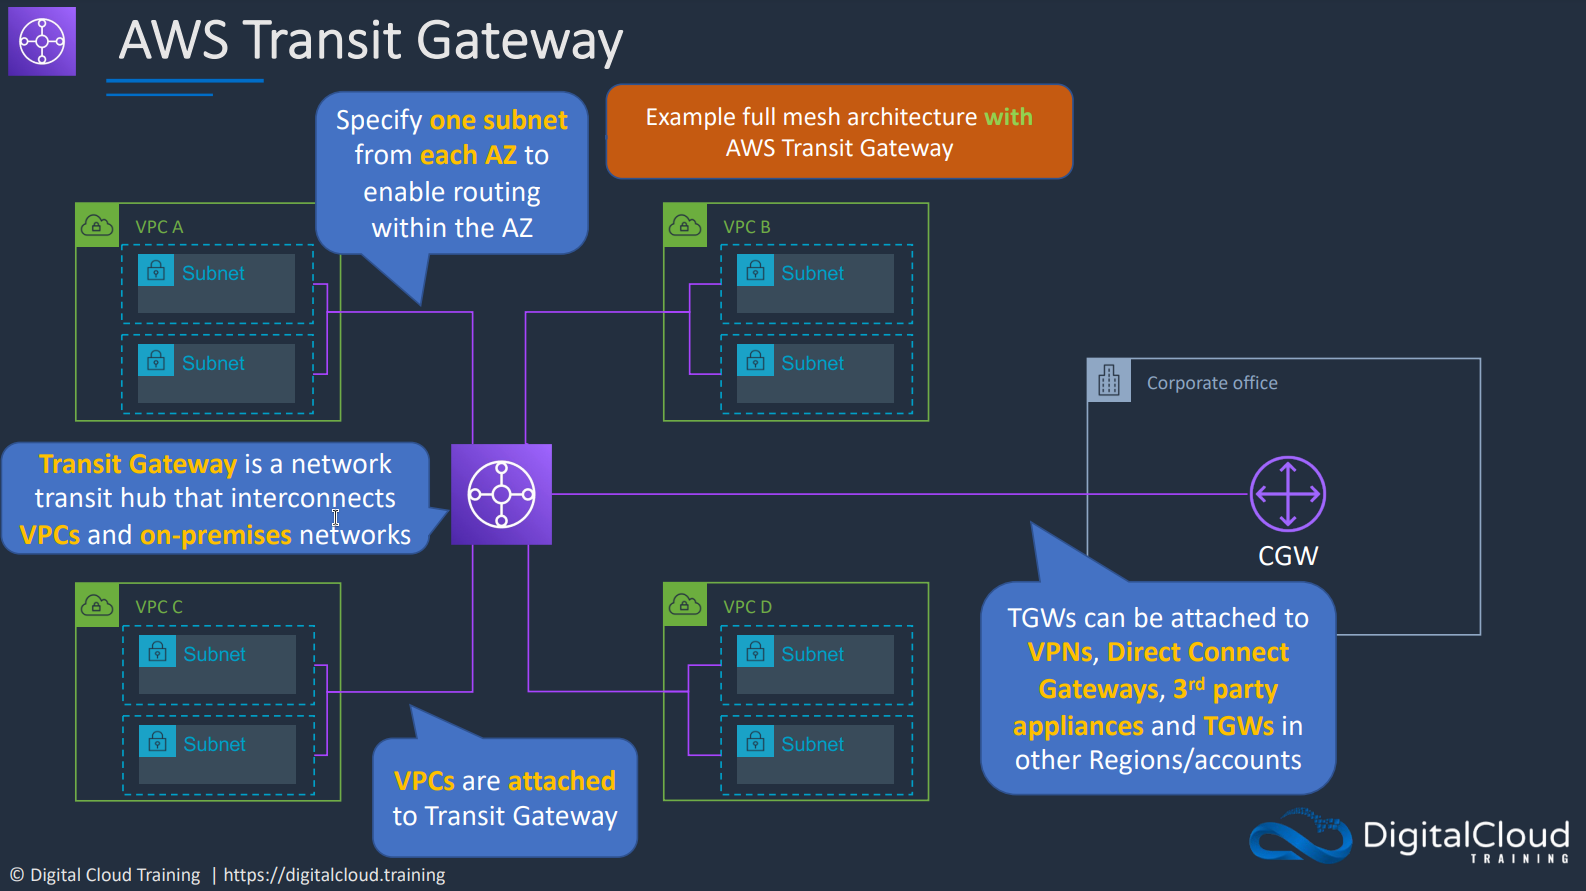 AWS Transit Gateway
Specify one subnet
from each AZ to
enable routing
within the AZ
Example full mesh architecture with
AWS Transit Gateway
VPC A
Subnet
Subnet
VPC B
Subnet
Subnet
Corporate office
CGW
Transit Gateway is a network
transit hub that interconnects
VPCs and on-premises networks
VPC C
Subnet
Subnet
VPC D
Subnet
Subnet
TGWs can be attached to
VPNs, Direct Connect
Gateways, 3rd party
appliances and TGWs in
other Regions/accounts
VPCs are attached
to Transit Gateway
DigitalCloud
TRAINING
© Digital Cloud Training | https://digitalcloud.training